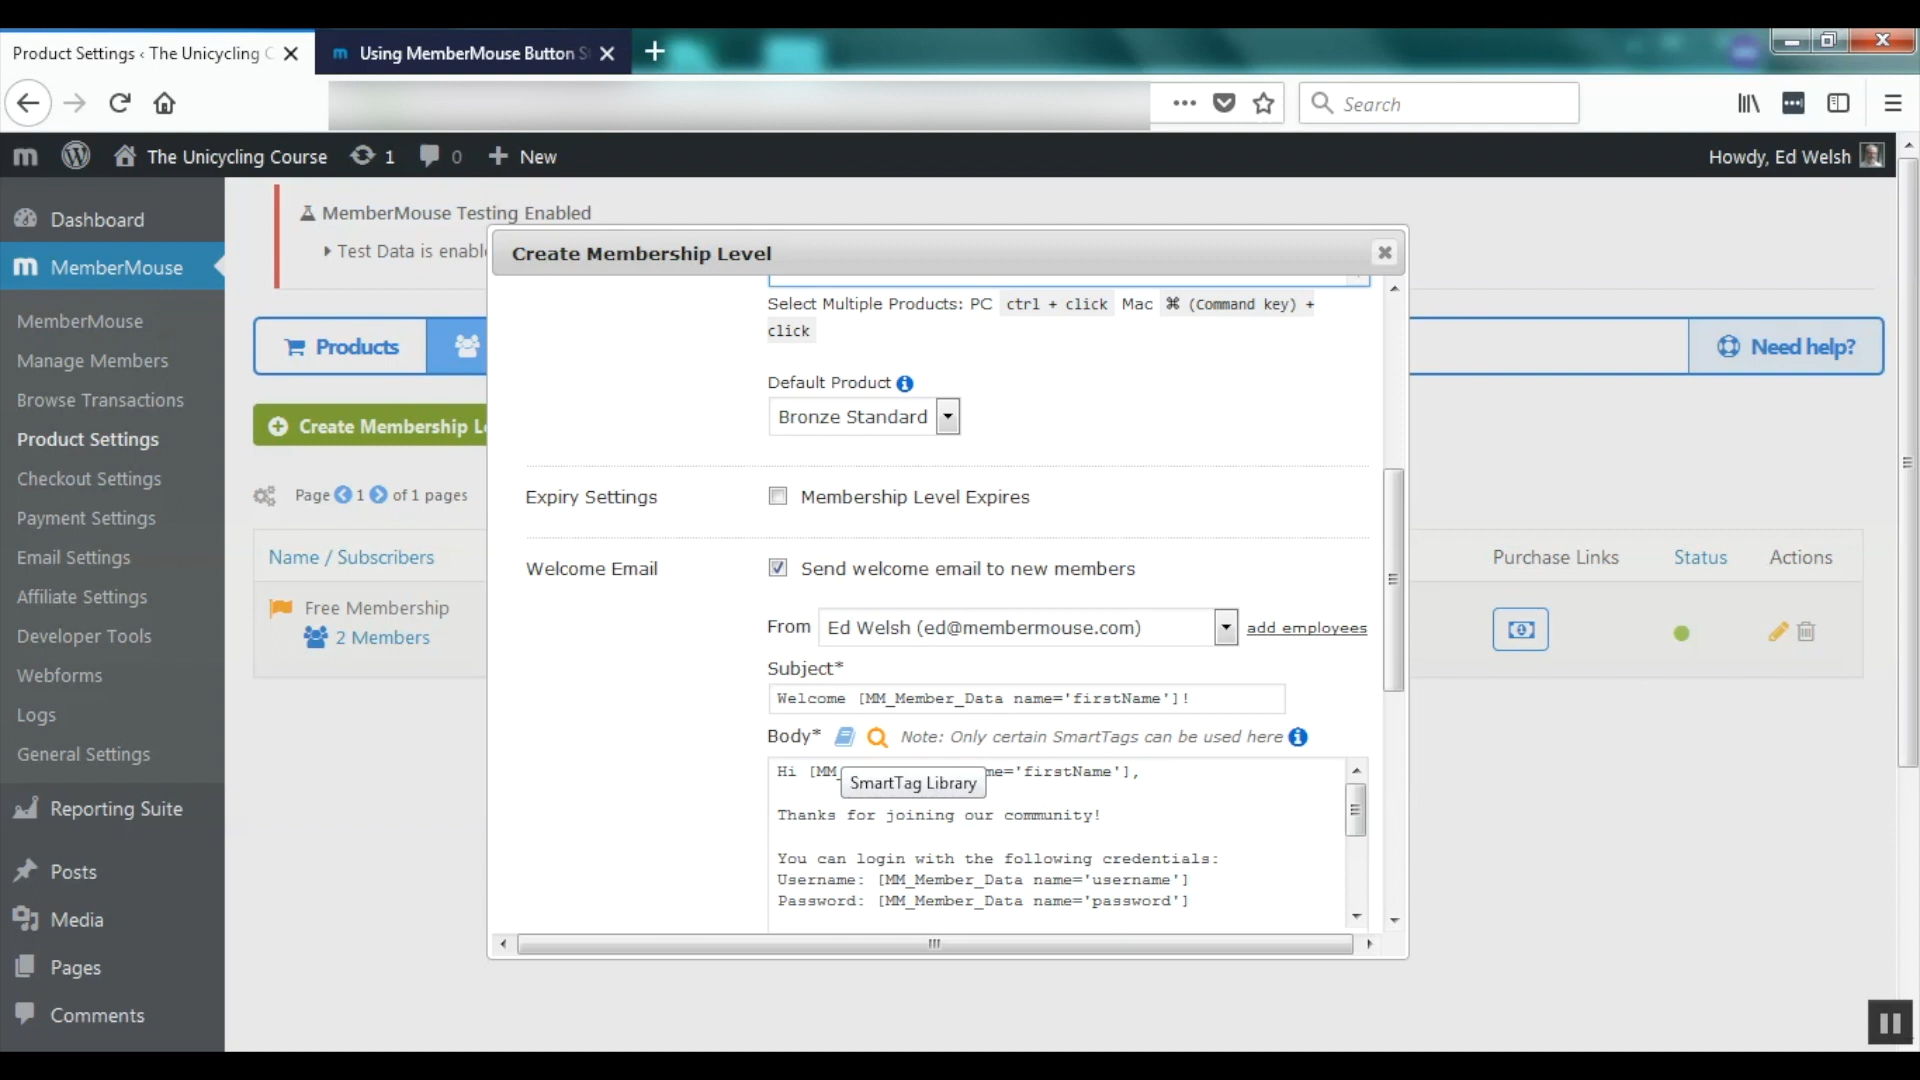 Product Settings ‹ The Unicycling C
Using MemberMouse Button S
Search
The Unicycling Course
1
0
New
Howdy, Ed Welsh
Dashboard
MemberMouse
MemberMouse
Manage Members
Browse Transactions
Product Settings
Checkout Settings
Payment Settings
Email Settings
Affiliate Settings
Developer Tools
Webforms
Logs
General Settings
Reporting Suite
Posts
Media
Pages
Comments
MemberMouse Testing Enabled
Test Data is enabl
Products
Need help?
Create Membership L
Page 1 of 1 pages
Name / Subscribers
Purchase Links
Status
Actions
Free Membership
2 Members
Create Membership Level
Select Multiple Products: PC ctrl + click Mac ⌘ (Command key) +
click
Default Product
Bronze Standard
Expiry Settings
Membership Level Expires
Welcome Email
Send welcome email to new members
From Ed Welsh (ed@membermouse.com) add employees
Subject*
Welcome [MM_Member_Data name='firstName']!
Body* Note: Only certain SmartTags can be used here
Hi [MM_ me='firstName'],
SmartTag Library
Thanks for joining our community!
You can login with the following credentials:
Username: [MM_Member_Data name='username']
Password: [MM_Member_Data name='password']